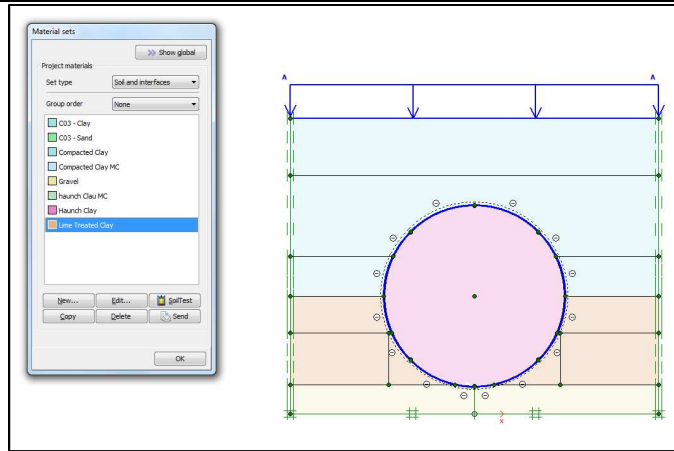 Material sets
>> Show global
Project materials
Set type
Soil and interfaces
Group order
None
C03 - Clay
C03 - Sand
Compacted Clay
Compacted Clay MC
Gravel
haunch Clau MC
Haunch Clay
Lime Treated Clay
New...
Edit...
SoilTest
Copy
Delete
Send
OK
A
A
x